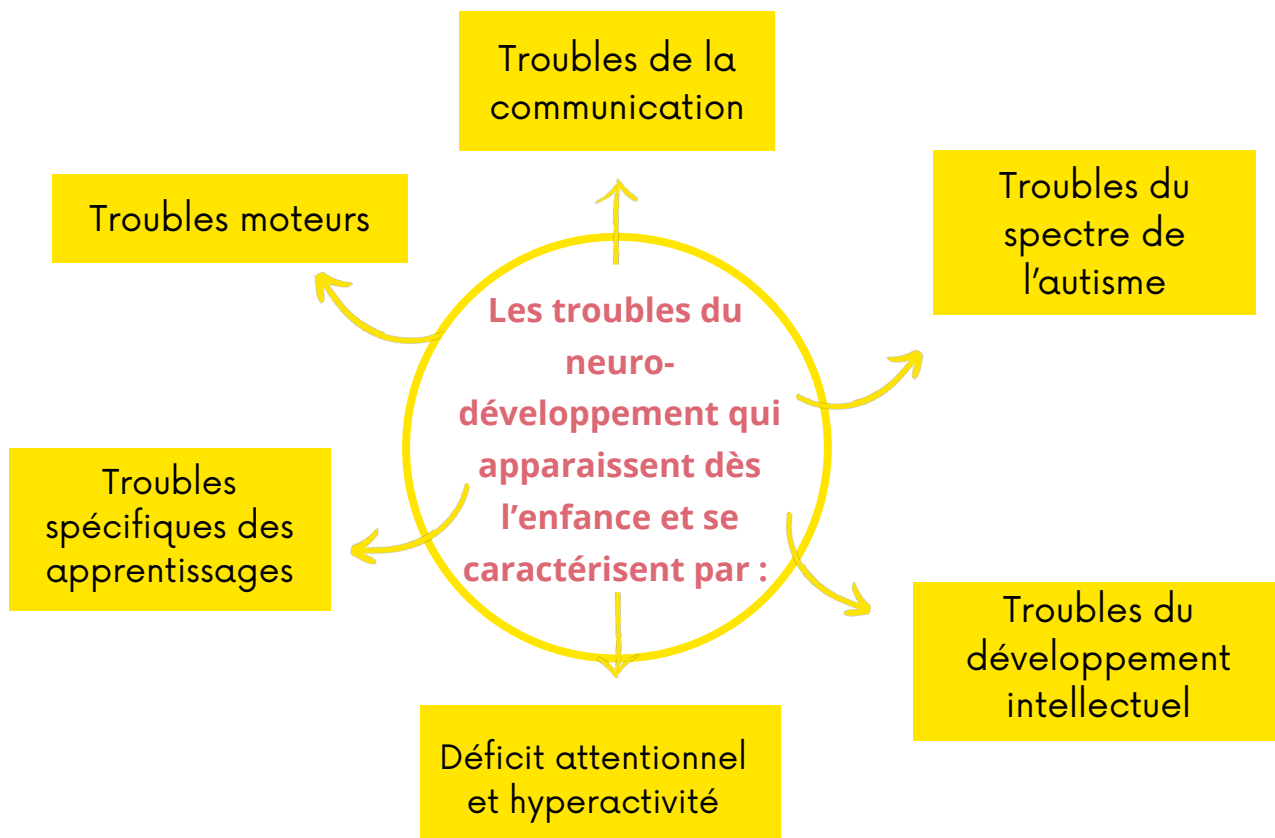 Troubles de la
communication
Troubles moteurs
Troubles du
spectre de
l'autisme
Les troubles du
neuro-
développement qui
apparaissent dès
l'enfance et se
caractérisent par :
Troubles
spécifiques des
apprentissages
Troubles du
développement
intellectuel
Déficit attentionnel
et hyperactivité